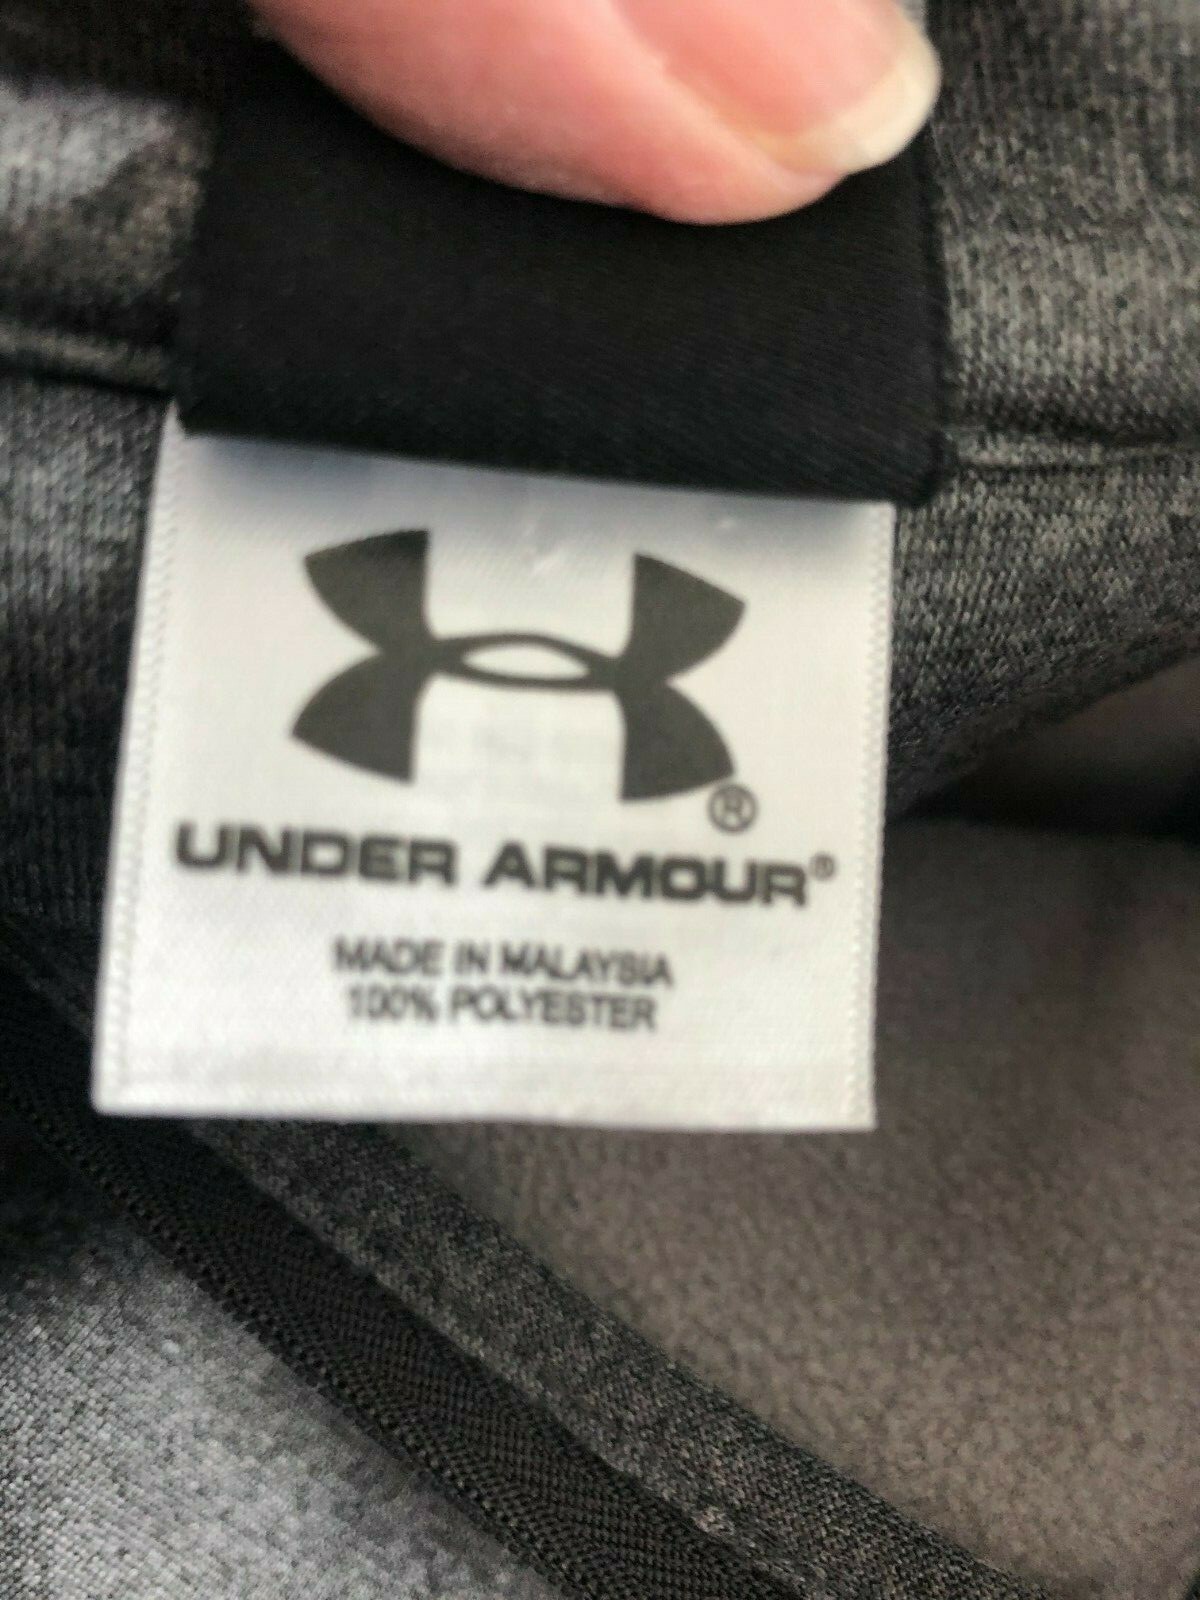 ®
UNDER ARMOUR®
MADE IN MALAYSIA
100% POLYESTER